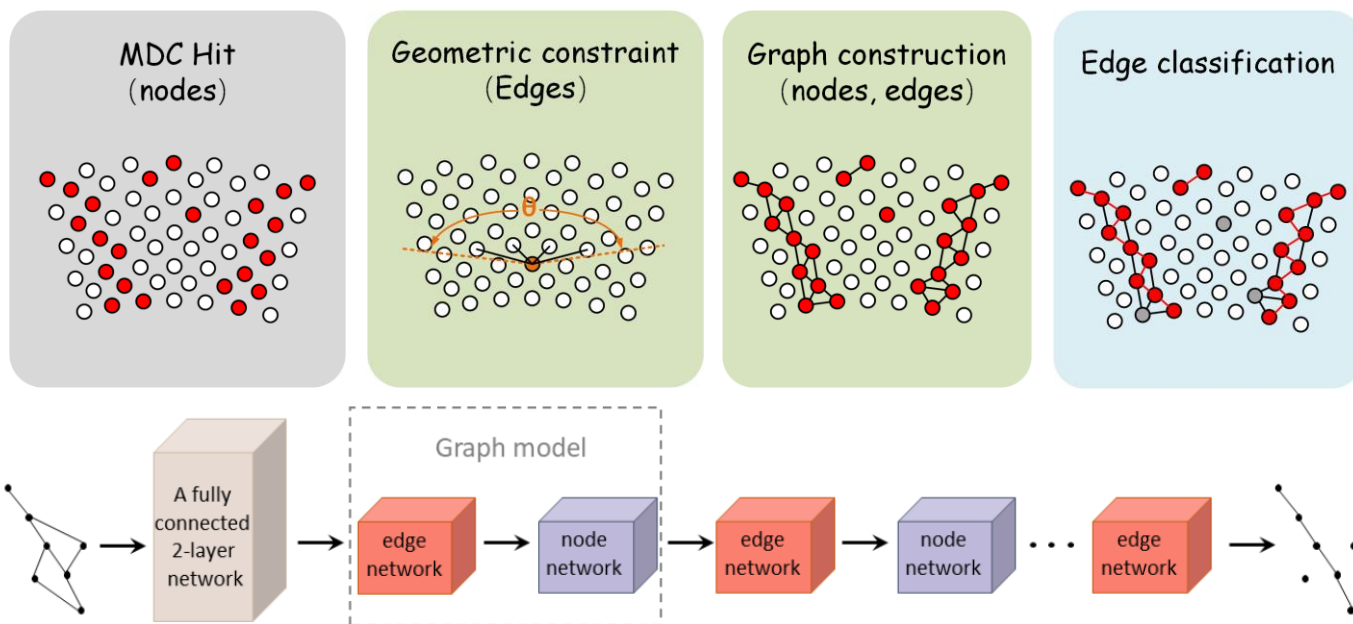 MDC Hit
(nodes)
Geometric constraint
(Edges)
θ
Graph construction
(nodes, edges)
Edge classification
Graph model
A fully
connected
2-layer
network
edge
network
node
network
edge
network
node
network
edge
network